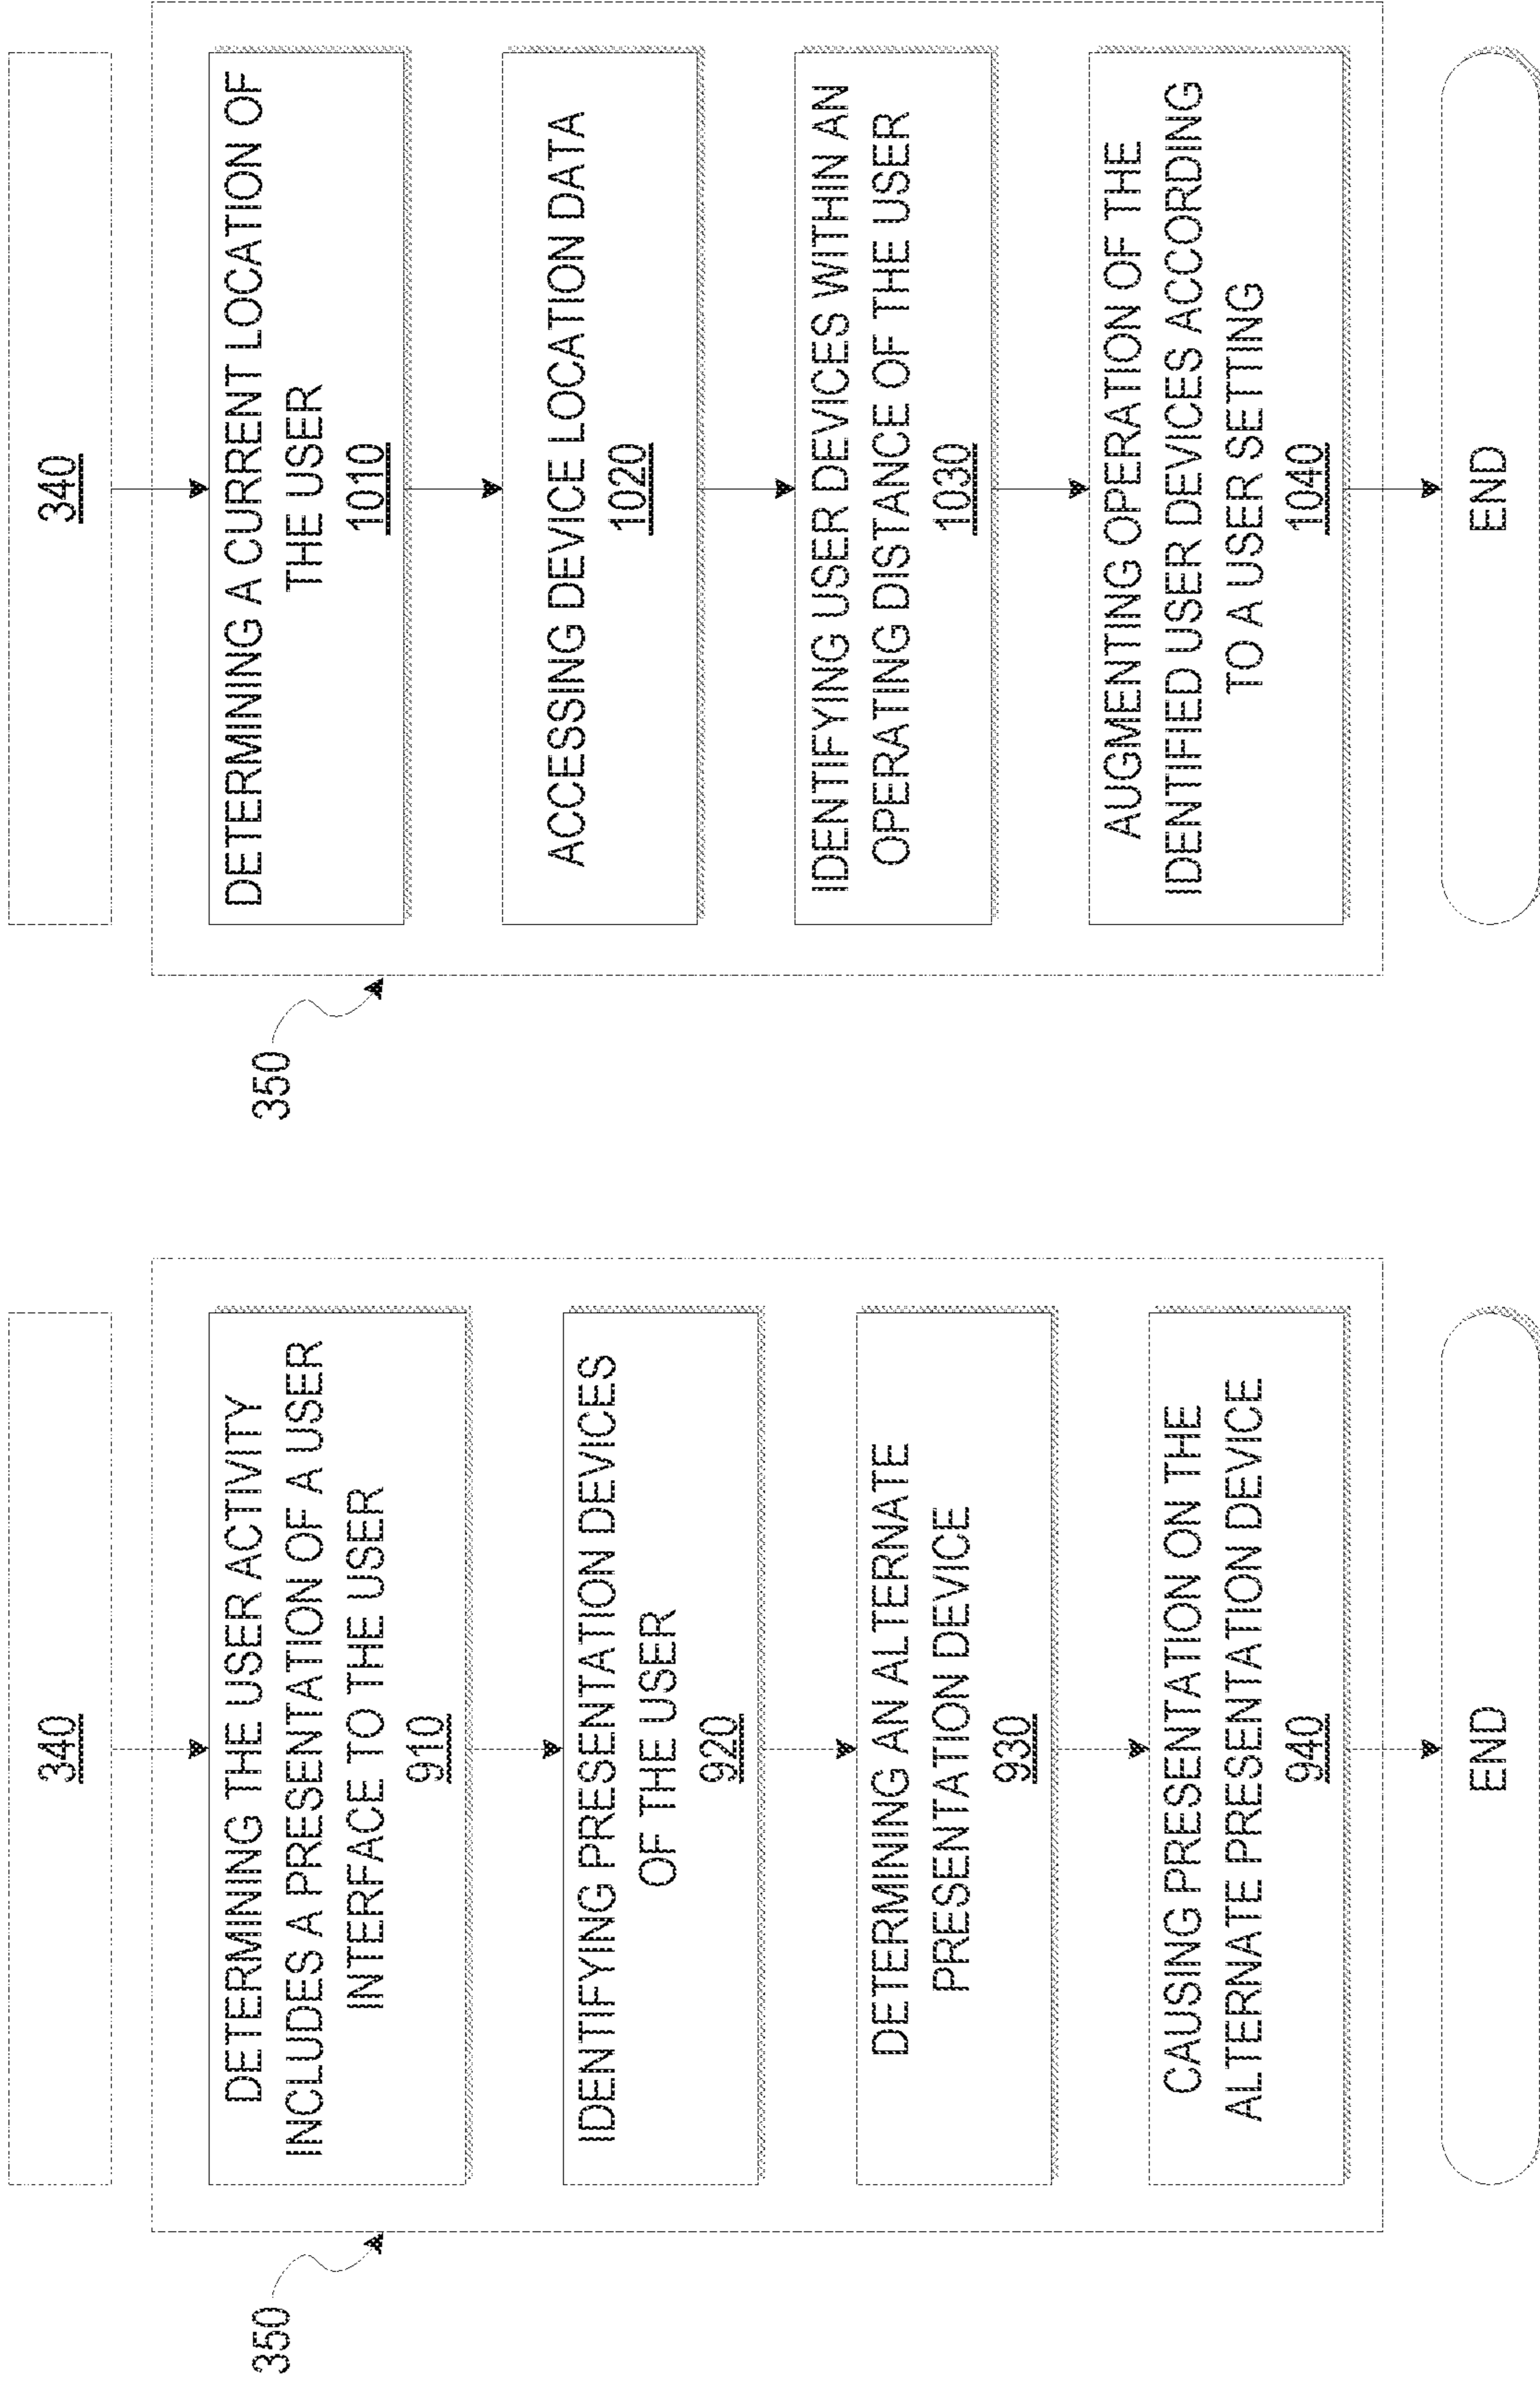 340
350
DETERMINING THE USER ACTIVITY
INCLUDES A PRESENTATION OF A USER
INTERFACE TO THE USER
910
IDENTIFYING PRESENTATION DEVICES
OF THE USER
920
DETERMINING AN ALTERNATE
PRESENTATION DEVICE
930
CAUSING PRESENTATION ON THE
ALTERNATE PRESENTATION DEVICE
940
END
340
350
DETERMINING A CURRENT LOCATION OF
THE USER
1010
ACCESSING DEVICE LOCATION DATA
1020
IDENTIFYING USER DEVICES WITHIN AN
OPERATING DISTANCE OF THE USER
1030
AUGMENTING OPERATION OF THE
IDENTIFIED USER DEVICES ACCORDING
TO A USER SETTING
1040
END